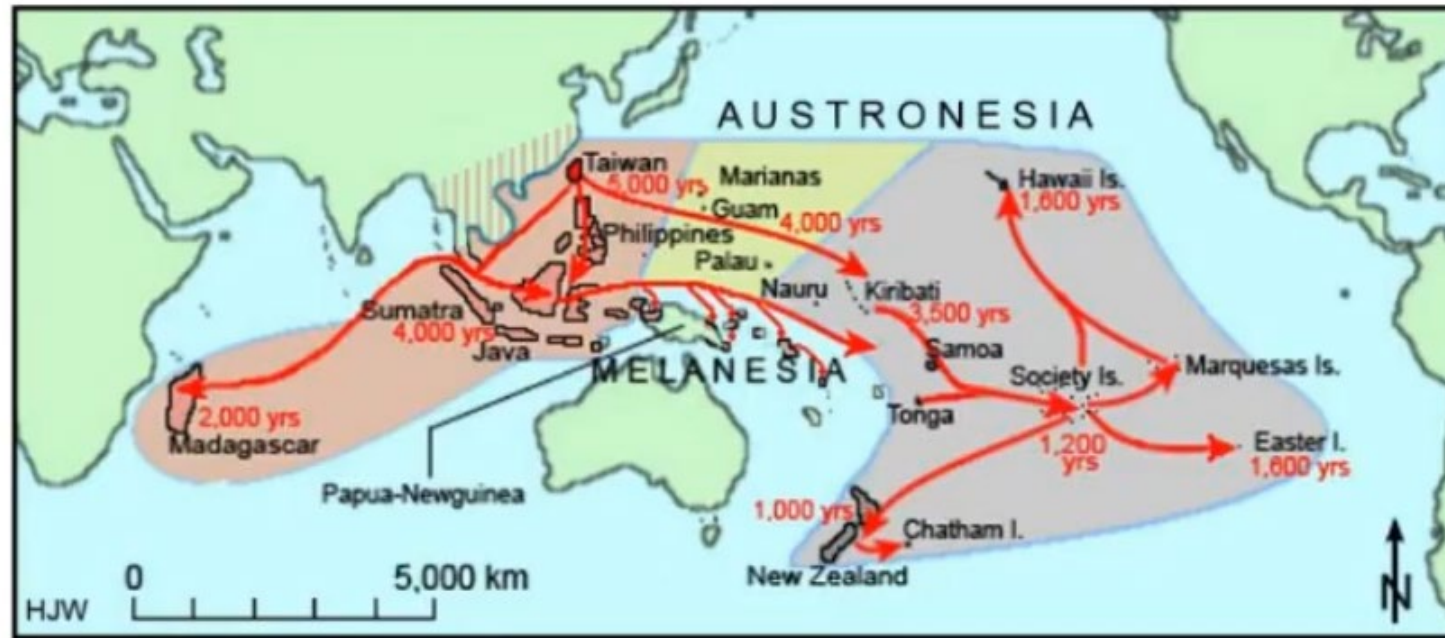 AUSTRONESIA
Taiwan
5,000 yrs
Marianas
Guam
4,000 yrs
Hawaii Is.
1,600 yrs
Philippines
Palau
Nauru
Kiribati
3,500 yrs
Sumatra
4,000 yrs
Java
MELANESIA
Samoa
Society Is.
Marquesas Is.
Tonga
2,000 yrs
Madagascar
1,200
yrs
Easter I.
1,600 yrs
Papua-Newguinea
1,000 yrs
Chatham I.
New Zealand
0 5,000 km
HJW
N